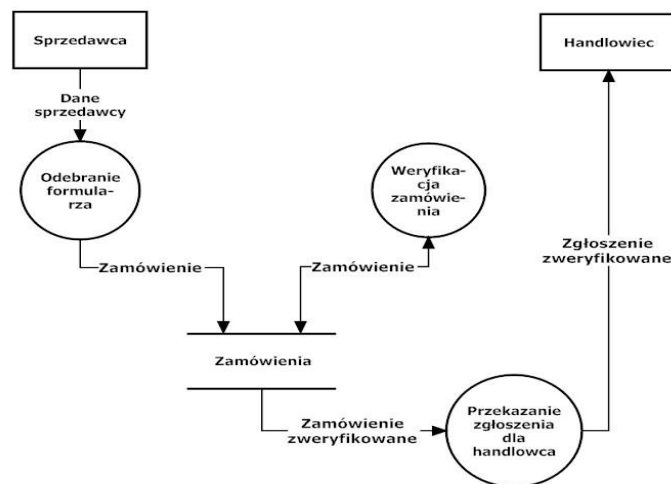 Sprzedawca
Handlowiec
Dane
sprzedawcy
Odebranie
formula-
rza
Weryfika-
cja
zamówie-
nia
Zamówienie
Zamówienie
Zgłoszenie
zweryfikowane
Zamówienia
Zamówienie
zweryfikowane
Przekazanie
zgłoszenia
dla
handlowca